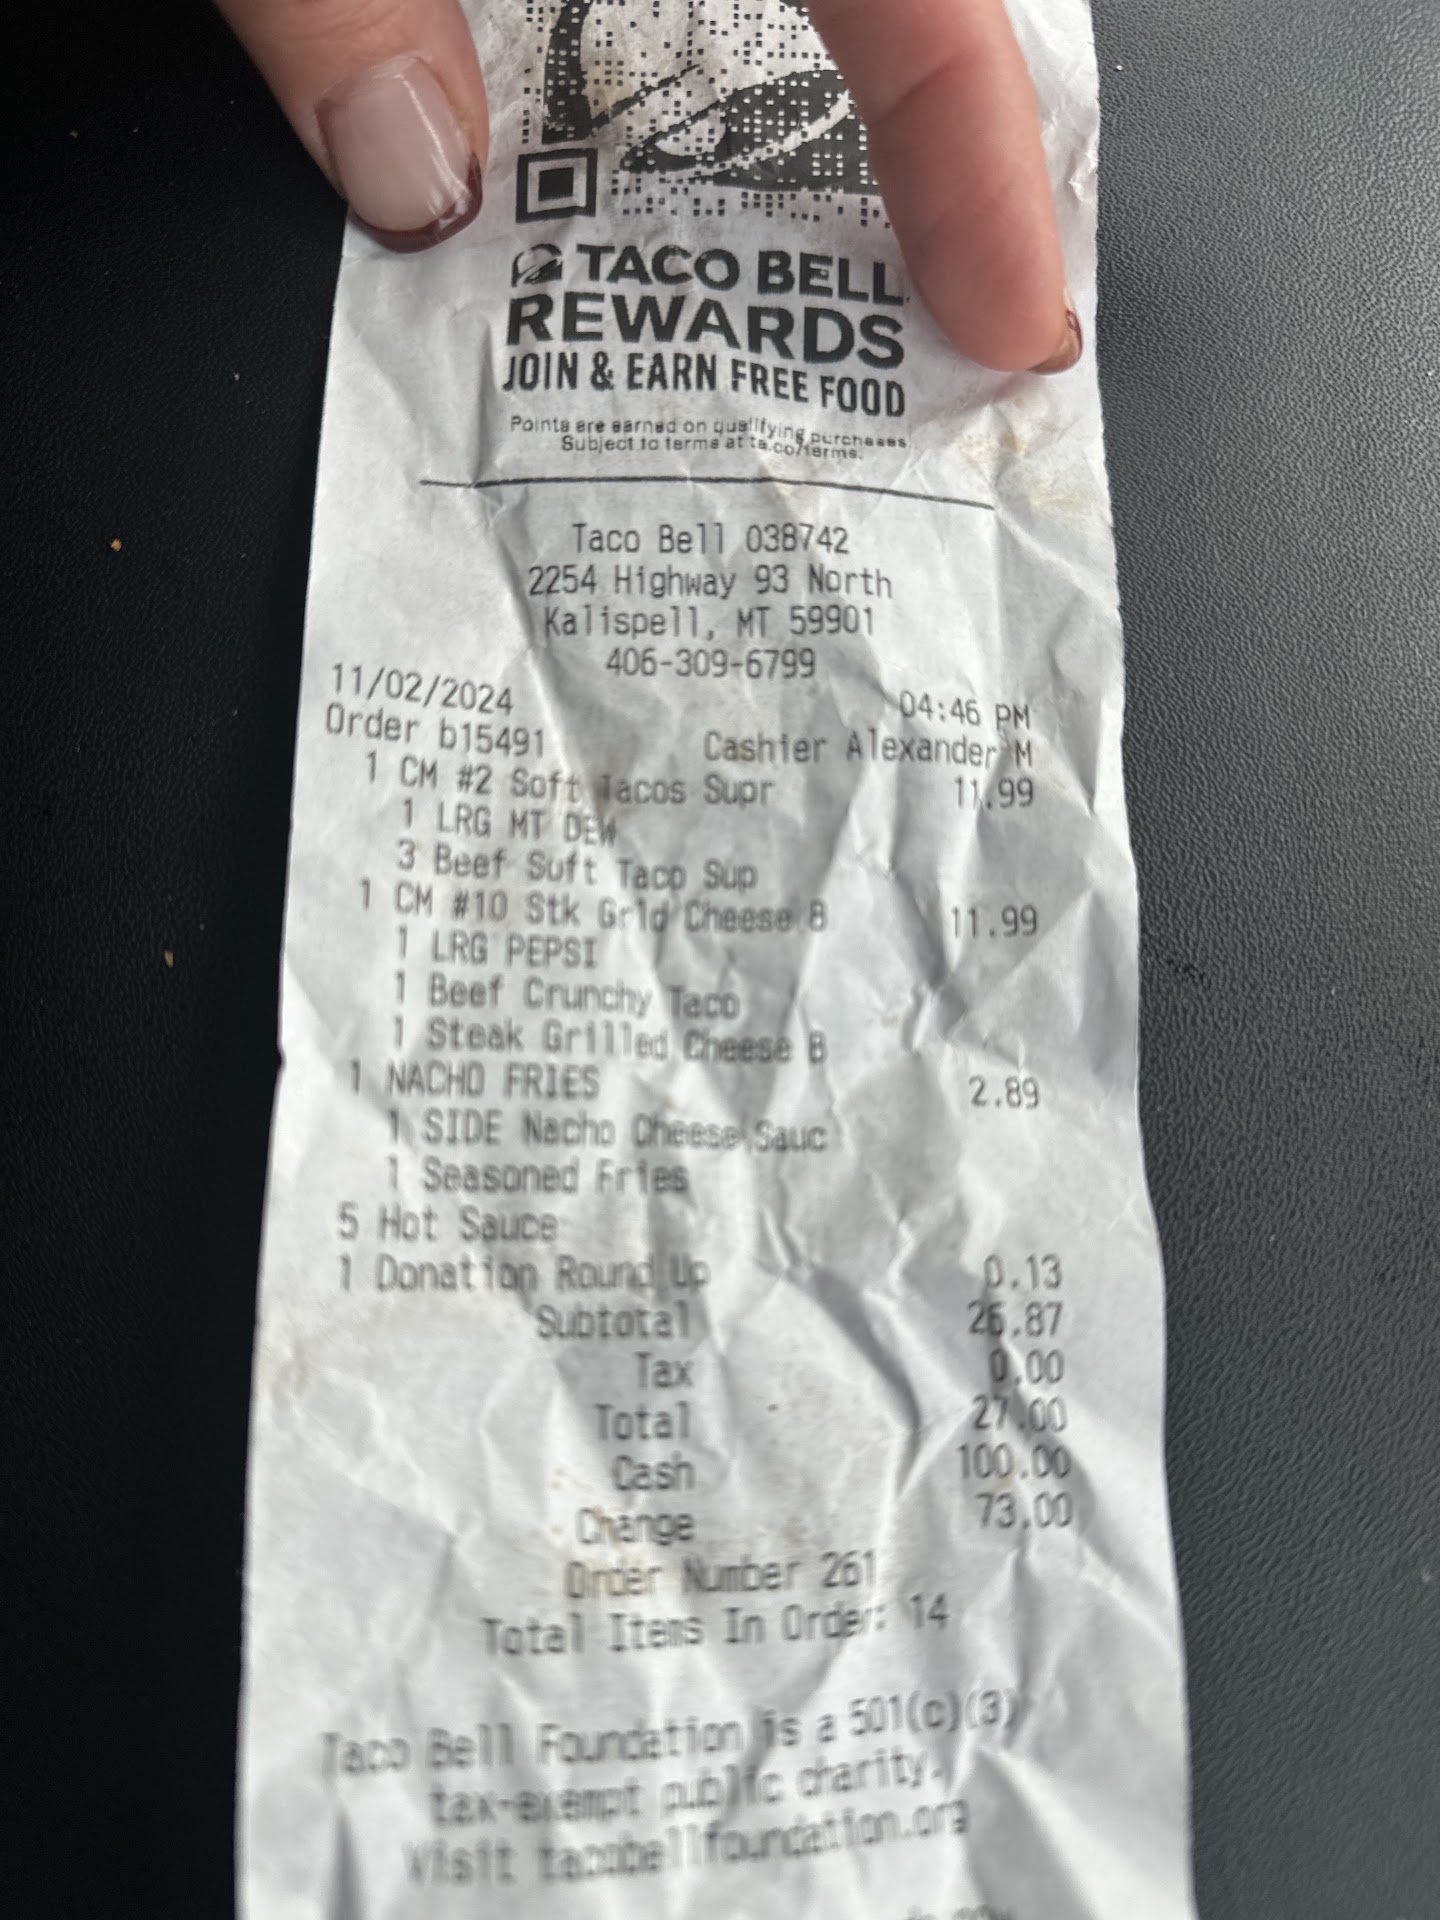 TACO BELL
REWARDS
JOIN & EARN FREE FOOD
Points are earned on qualifying purchases.
Subject to terms at ta.co/terms.
Taco Bell 038742
2254 Highway 93 North
Kalispell, MT 59901
406-309-6799
11/02/2024 04:46 PM
Order b15491 Cashier Alexander M
1 CM #2 Soft Tacos Supr 11.99
1 LRG MT DEW
3 Beef Soft Taco Sup
1 CM #10 Stk Grld Cheese B 11.99
1 LRG PEPSI
1 Beef Crunchy Taco
1 Steak Grilled Cheese B
1 NACHO FRIES 2.89
1 SIDE Nacho Cheese Sauc
1 Seasoned Fries
5 Hot Sauce
1 Donation Round Up 0.13
Subtotal 26.87
Tax 0.00
Total 27.00
Cash 100.00
Change 73.00
Order Number 261
Total Items In Order: 14
Taco Bell Foundation is a 501(c)(3)
tax-exempt public charity.
Visit tacobellfoundation.org